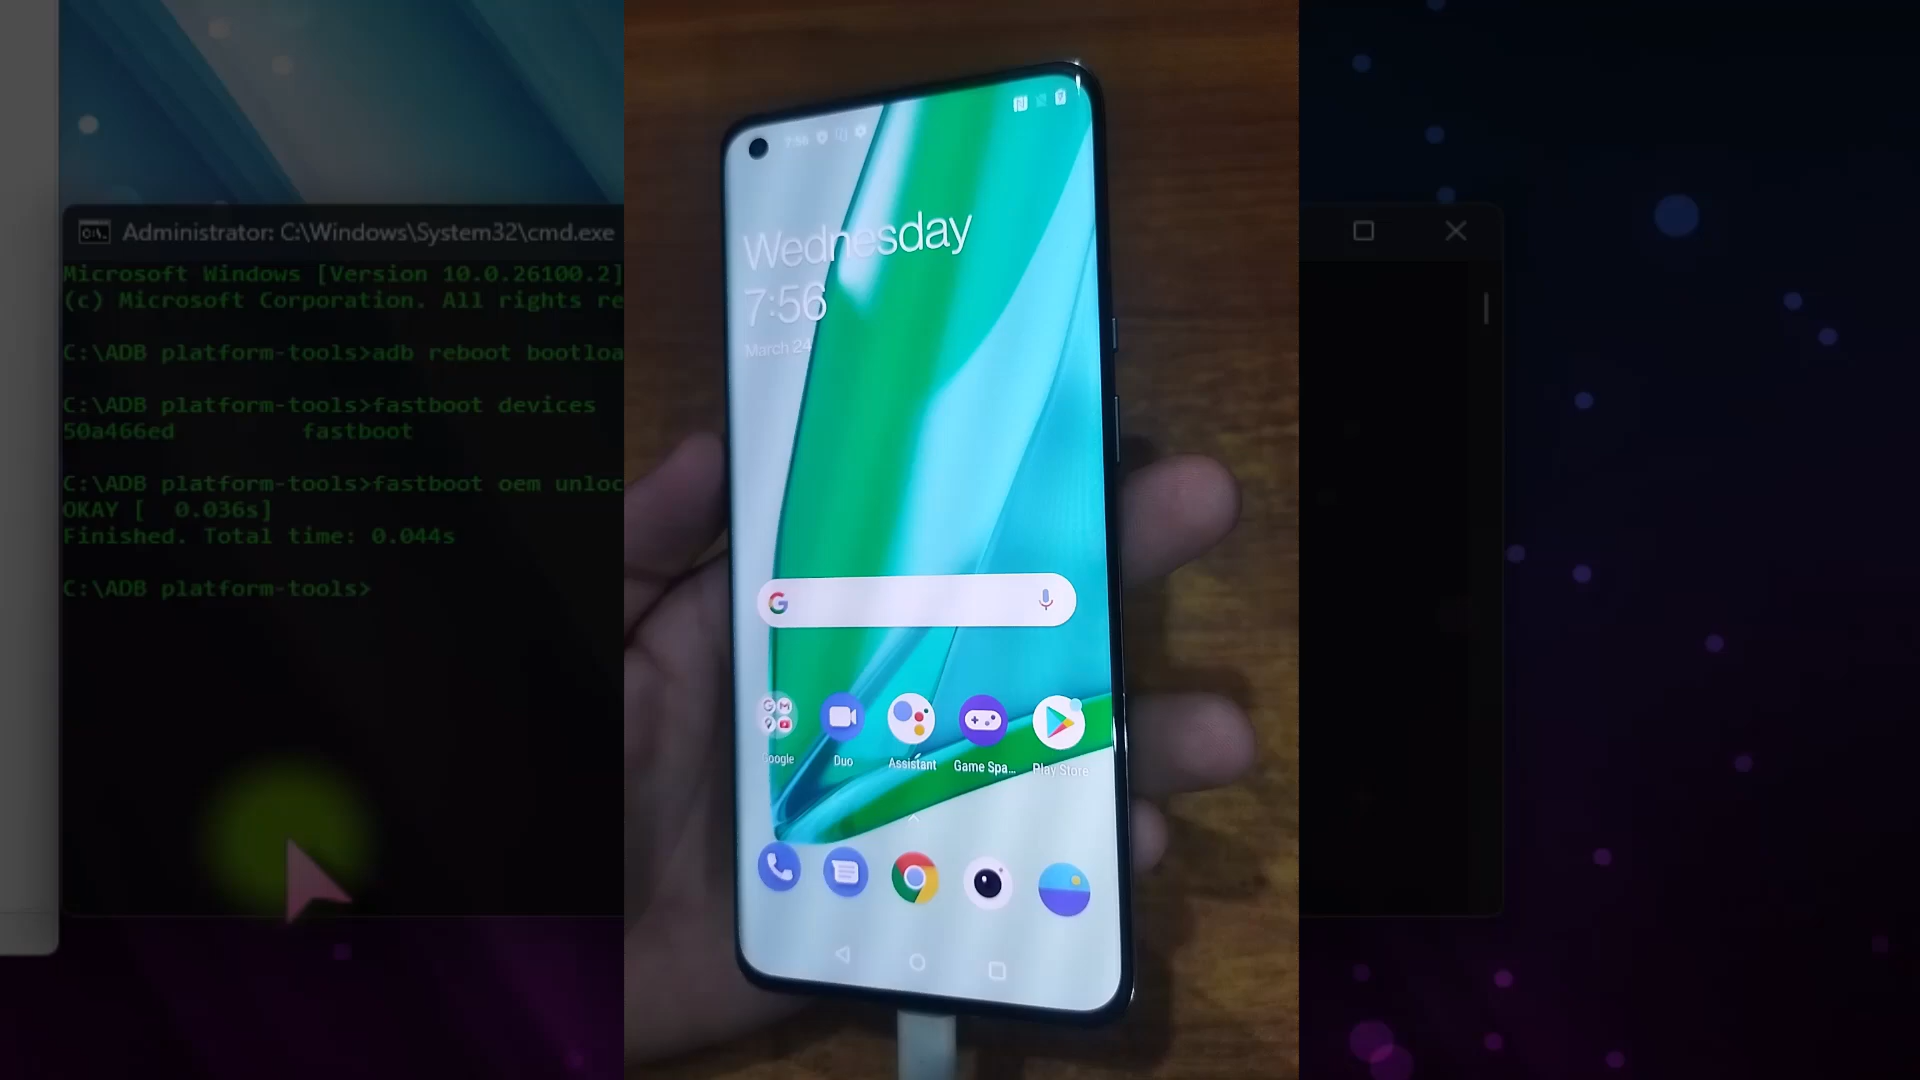 Administrator: C:\Windows\System32\cmd.exe
Microsoft Windows [Version 10.0.26100.2]
(c) Microsoft Corporation. All rights re
C:\ADB platform-tools>adb reboot bootloa
C:\ADB platform-tools>fastboot devices
50a466ed fastboot
C:\ADB platform-tools>fastboot oem unloc
OKAY [ 0.036s]
Finished. Total time: 0.044s
C:\ADB platform-tools>
7:56
Wednesday
7:56
March 24
Google
Duo
Assistant
Game Spa...
Play Store